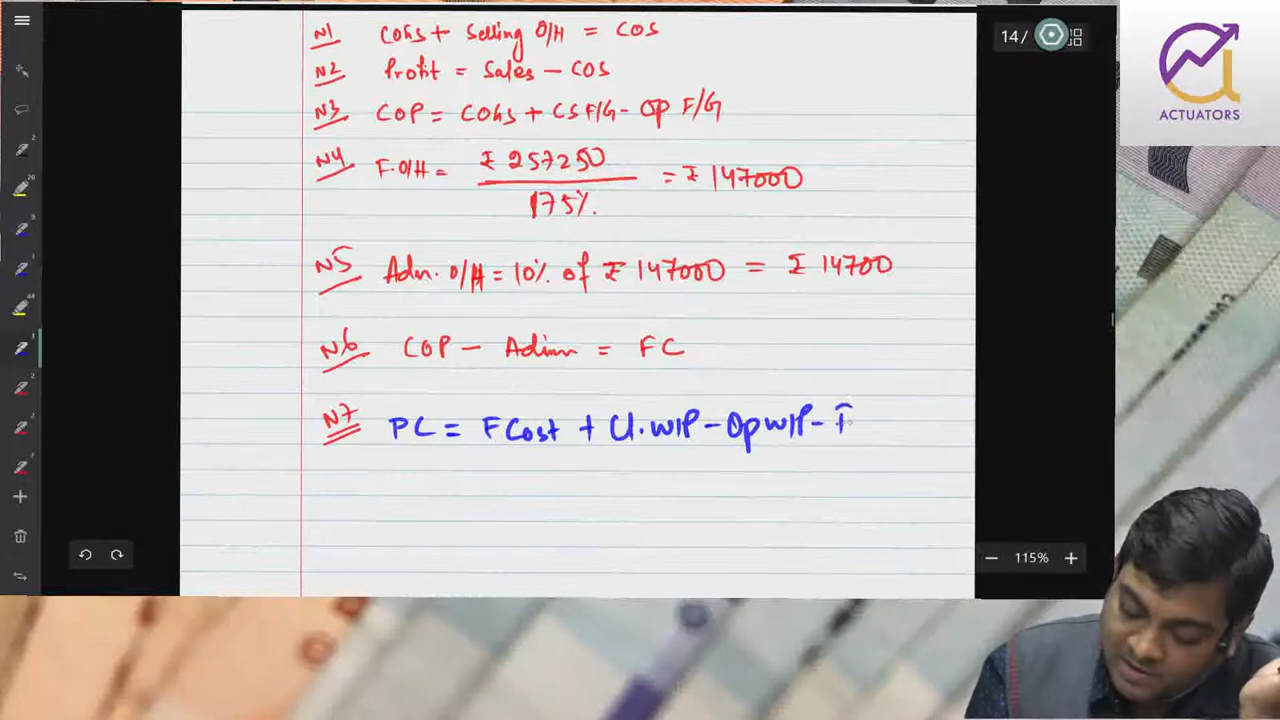 14/
ACTUATORS
N1 COGS + Selling O/H = COS
N2 Profit = Sales - COS
N3 COP = COGS + CS F/G - Op F/G
N4 F. O/H = ₹ 257250 / 175% = ₹ 147000
N5 Adm. O/H = 10% of ₹ 147000 = ₹ 14700
N6 COP - Admn = FC
N7 PC = F Cost + Cl. WIP - Op WIP - F
115%